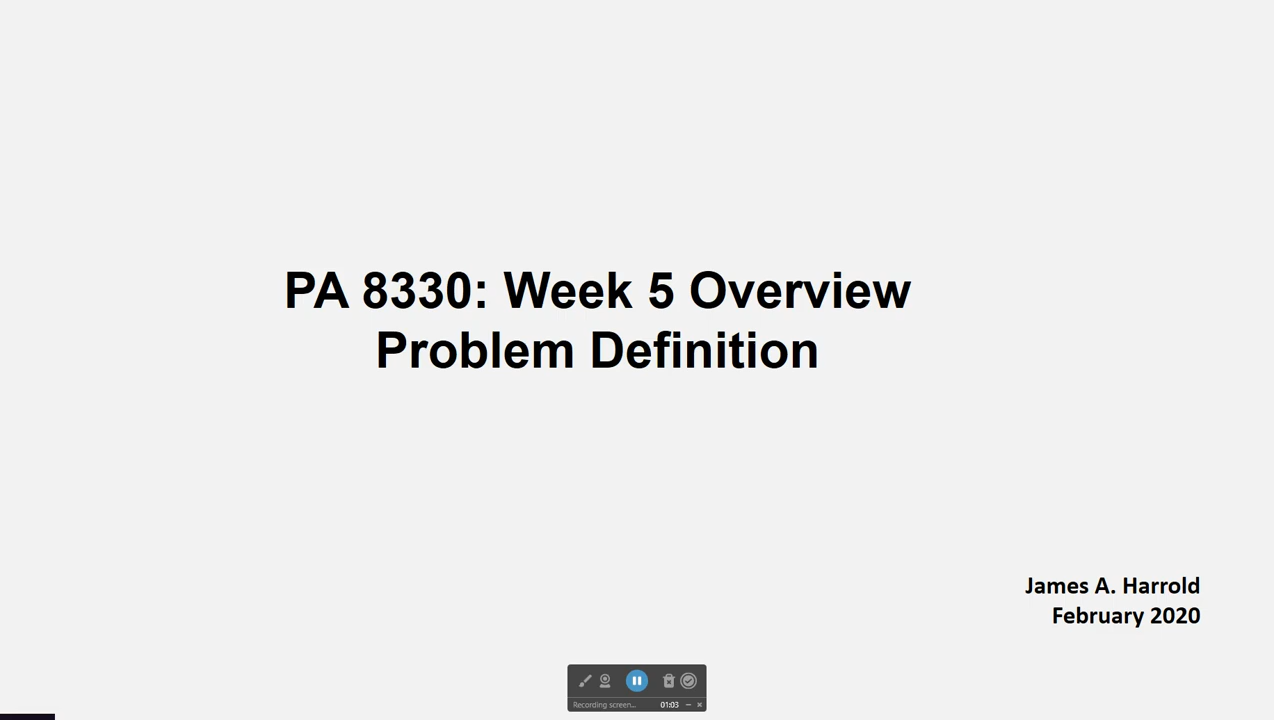 PA 8330: Week 5 Overview
Problem Definition
James A. Harrold
February 2020
Recording screen... 01:03